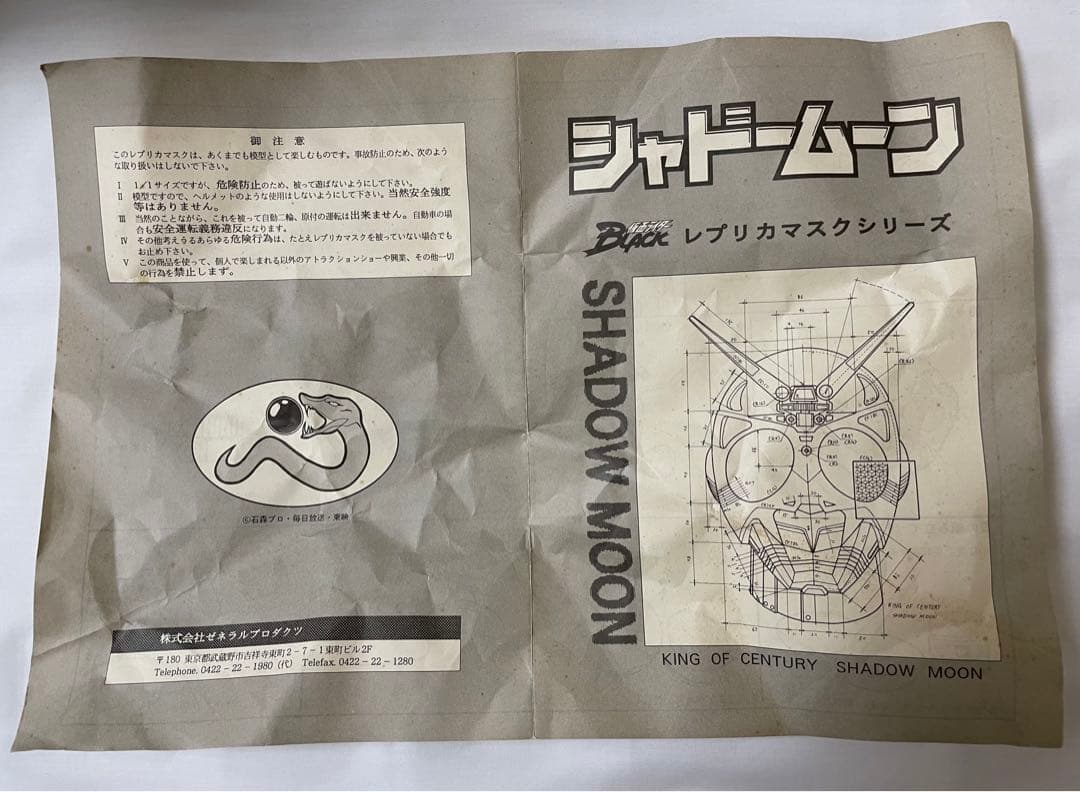 御注意
このレプリカマスクは、あくまでも模型として楽しむものです。事故防止のため、次のよう
な取り扱いはしないで下さい。
Ⅰ 1/1サイズですが、危険防止のため、被って遊ばないようにして下さい。
Ⅱ 模型ですので、ヘルメットのような使用はしないようにして下さい。当然安全強度
等はありません。
Ⅲ 当然のことながら、これを被って自動二輪、原付の運転は出来ません。自動車の場
合も安全運転義務違反になります。
Ⅳ その他考えうるあらゆる危険行為は、たとえレプリカマスクを被っていない場合でも
お止め下さい。
Ⅴ この商品を使って、個人で楽しまれる以外のアトラクションショーや興業、その他一切
の行為を禁止します。
©石森プロ・毎日放送・東映
株式会社ゼネラルプロダクツ
〒180 東京都武蔵野市吉祥寺東町2-7-1東町ビル2F
Telephone. 0422-22-1980(代) Telefax. 0422-22-1280
シャドームーン
仮面ライダー
BLACK レプリカマスクシリーズ
SHADOW MOON
KING OF CENTURY
SHADOW MOON
KING OF CENTURY SHADOW MOON